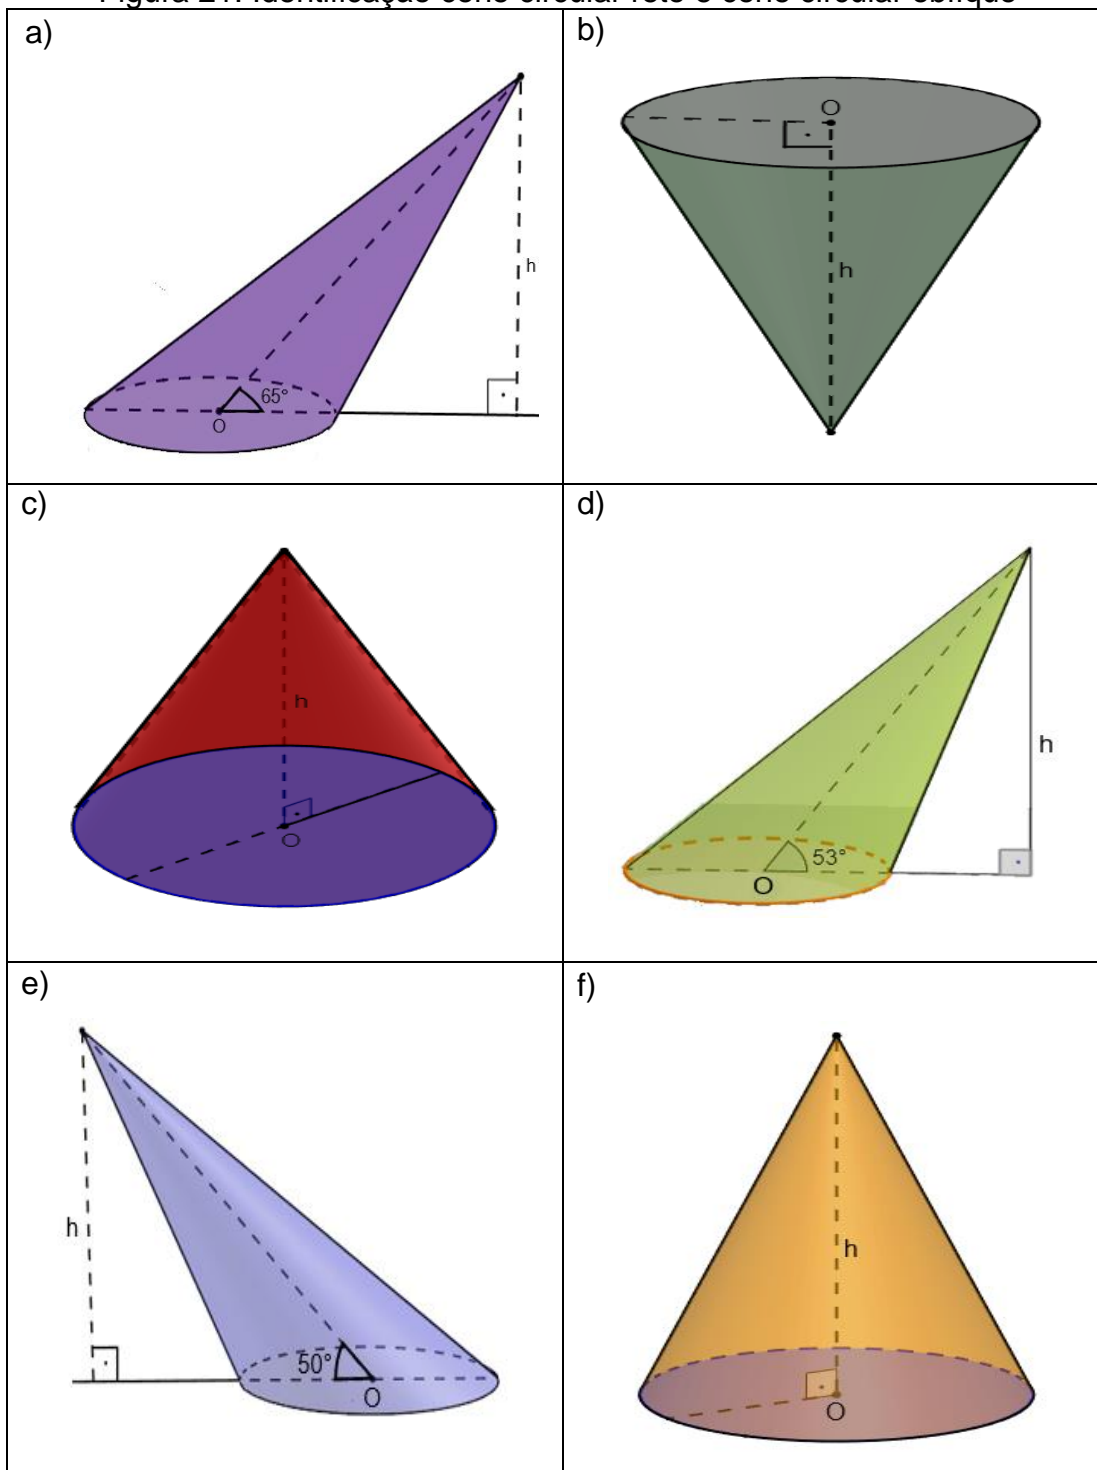 Figura 21: Identificação cone circular reto e cone circular oblíquo
a)
h
65°
O
b)
O
h
c)
h
O
d)
h
53°
O
e)
h
50°
O
f)
h
O